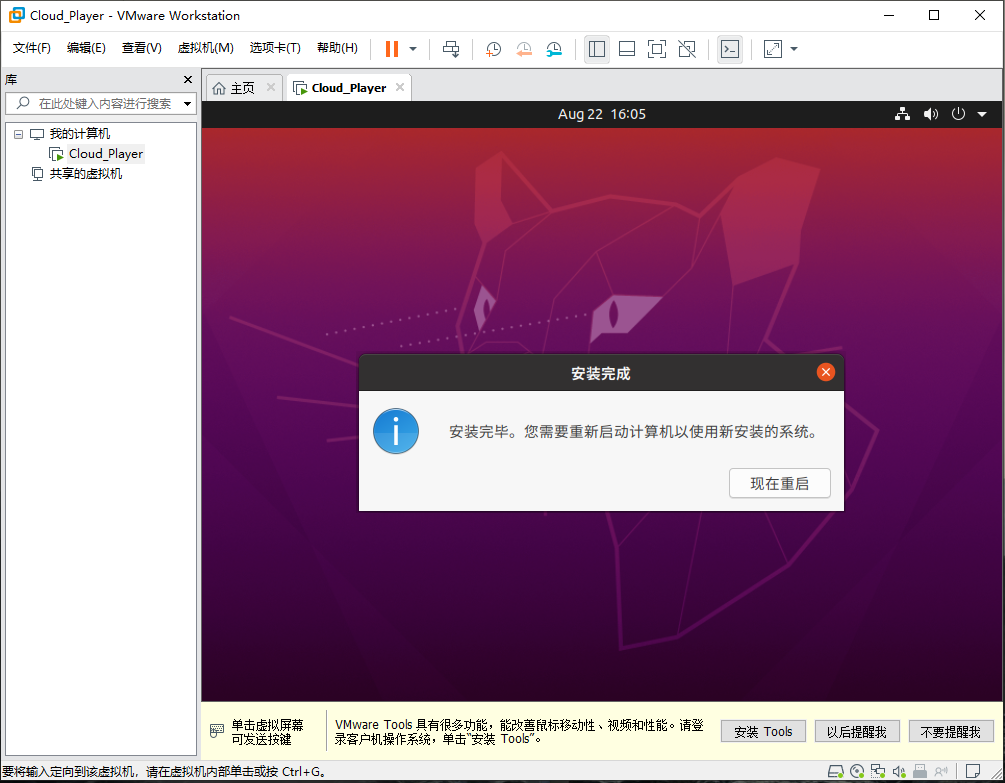 Cloud_Player - VMware Workstation
文件(F) 编辑(E) 查看(V) 虚拟机(M) 选项卡(T) 帮助(H)
库
在此处键入内容进行搜索
我的计算机
Cloud_Player
共享的虚拟机
主页 Cloud_Player
Aug 22 16:05
安装完成
安装完毕。您需要重新启动计算机以使用新安装的系统。
现在重启
单击虚拟屏幕
可发送按键
VMware Tools 具有很多功能，能改善鼠标移动性、视频和性能。请登
录客户机操作系统，单击“安装 Tools”。
安装 Tools 以后提醒我 不要提醒我
要将输入定向到该虚拟机，请在虚拟机内部单击或按 Ctrl+G。